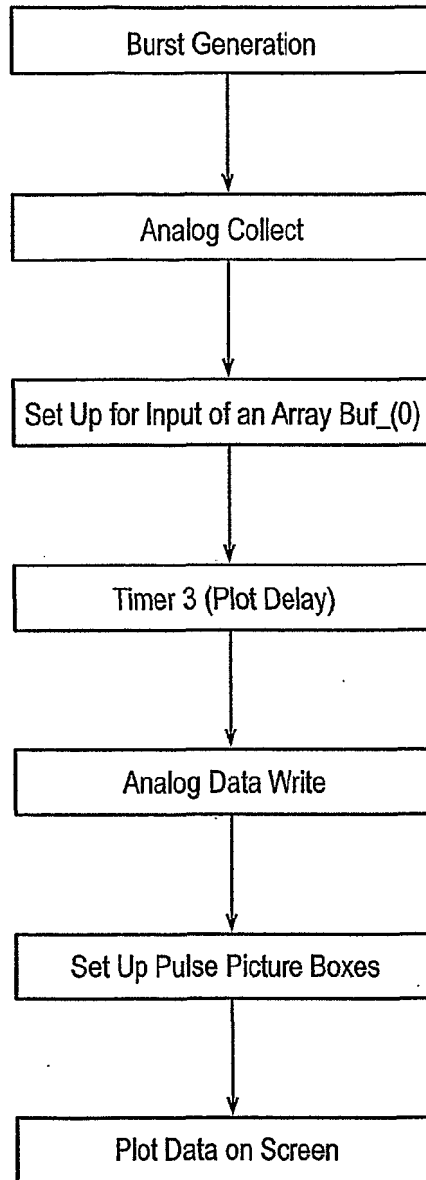 Burst Generation
Analog Collect
Set Up for Input of an Array Buf_(0)
Timer 3 (Plot Delay)
Analog Data Write
Set Up Pulse Picture Boxes
Plot Data on Screen